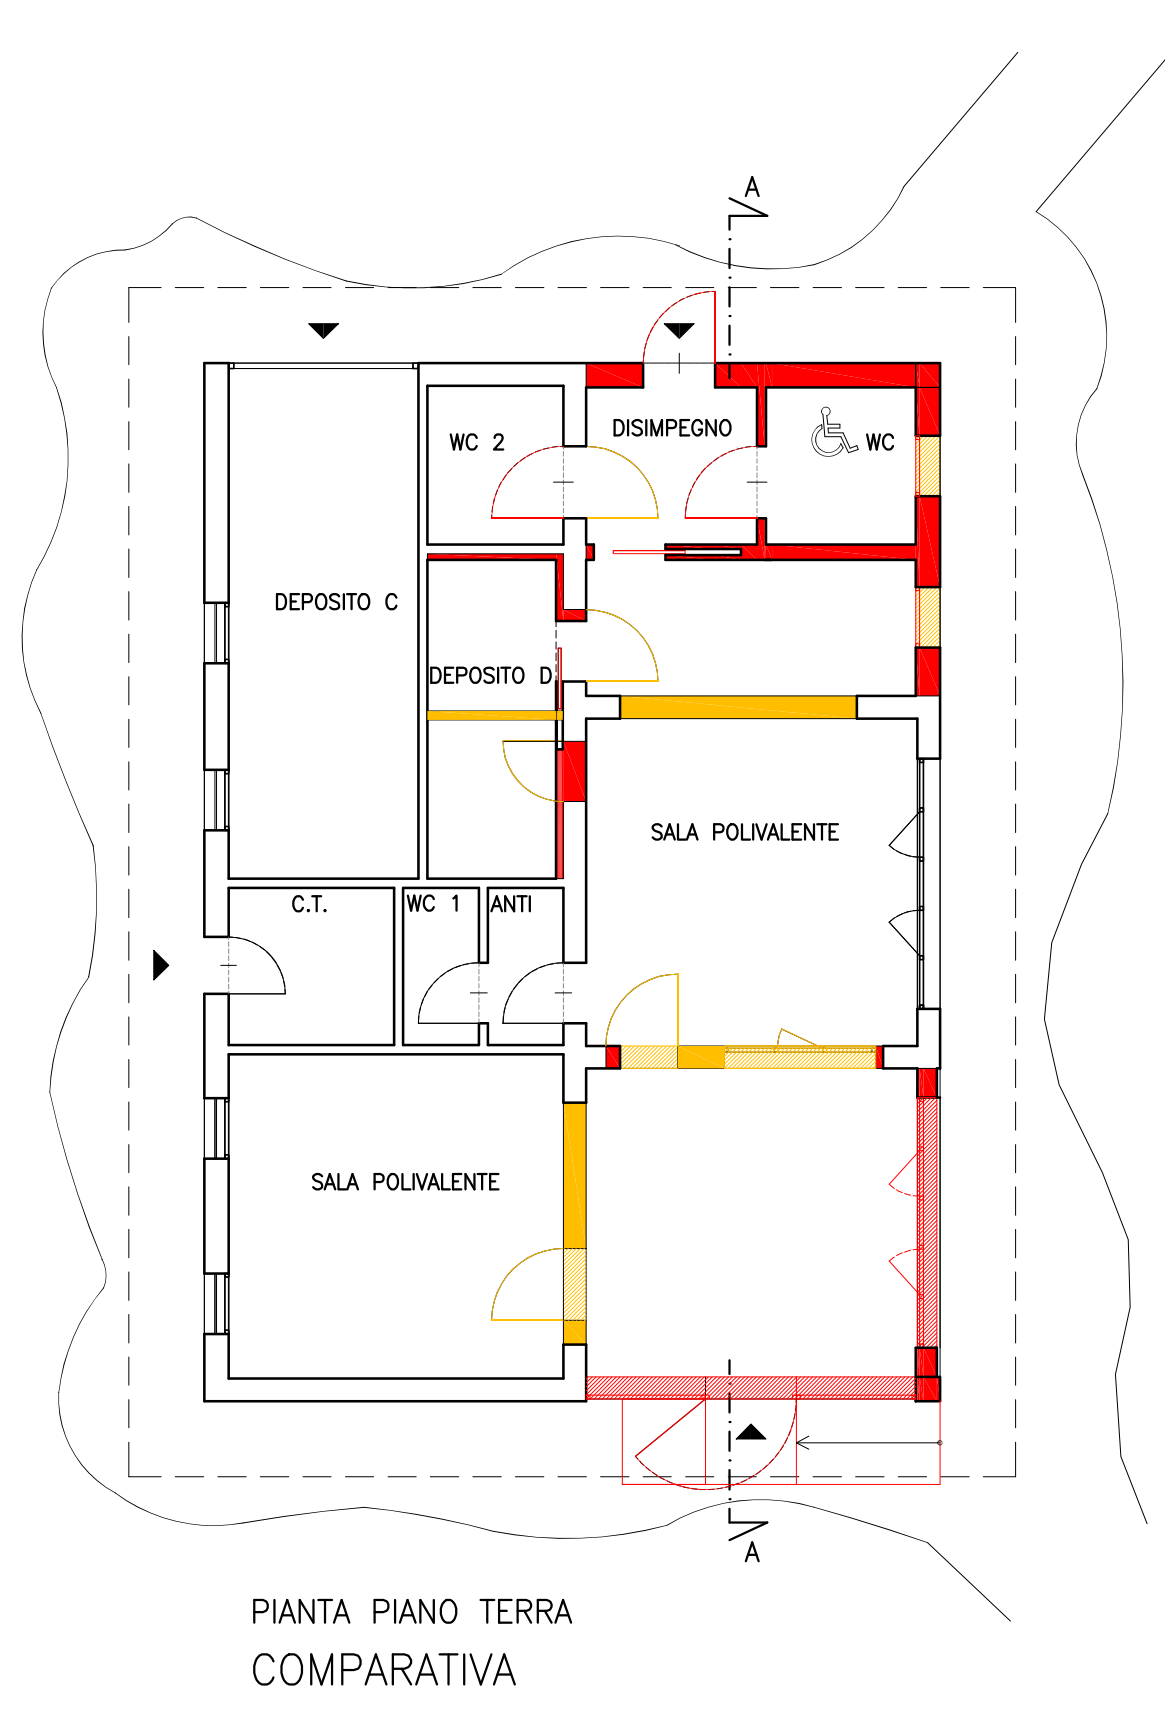 A
DISIMPEGNO
WC 2
WC
DEPOSITO C
DEPOSITO D
SALA POLIVALENTE
C.T.
WC 1
ANTI
SALA POLIVALENTE
A
PIANTA PIANO TERRA
COMPARATIVA